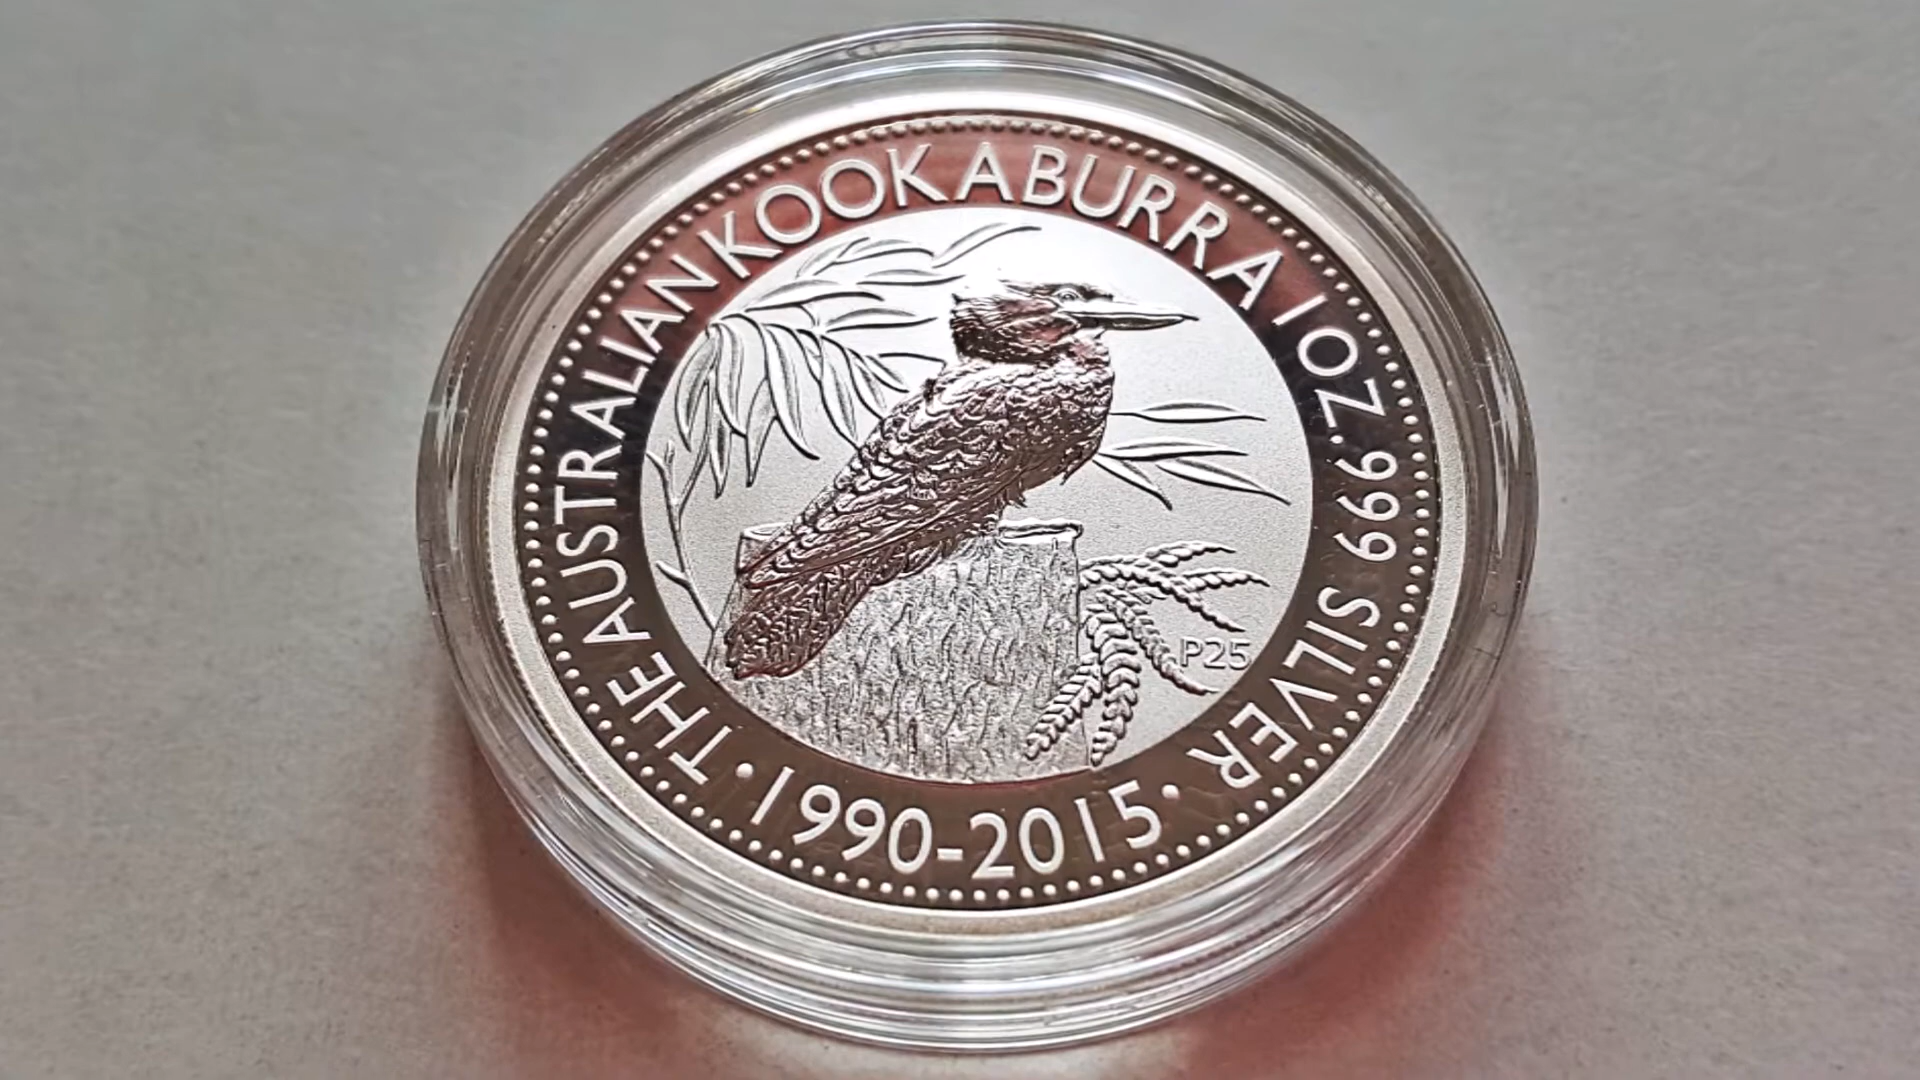 THE AUSTRALIAN KOOKABURRA 1 OZ. 999 SILVER
· 1990-2015 ·
P25